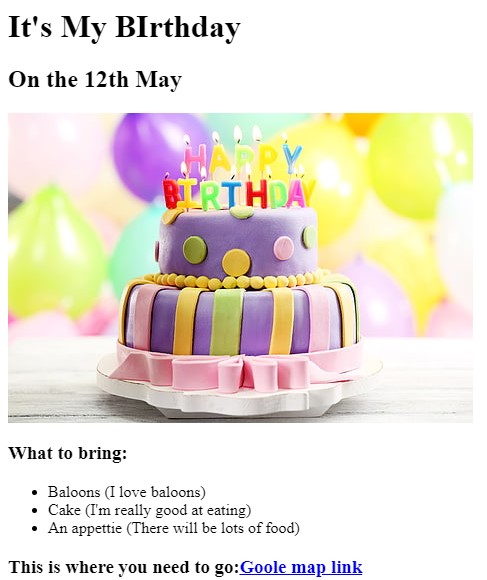 It's My BIrthday
On the 12th May
HAPPY
BIRTHDAY
What to bring:
Baloons (I love baloons)
Cake (I'm really good at eating)
An appettie (There will be lots of food)
This is where you need to go:Goole map link